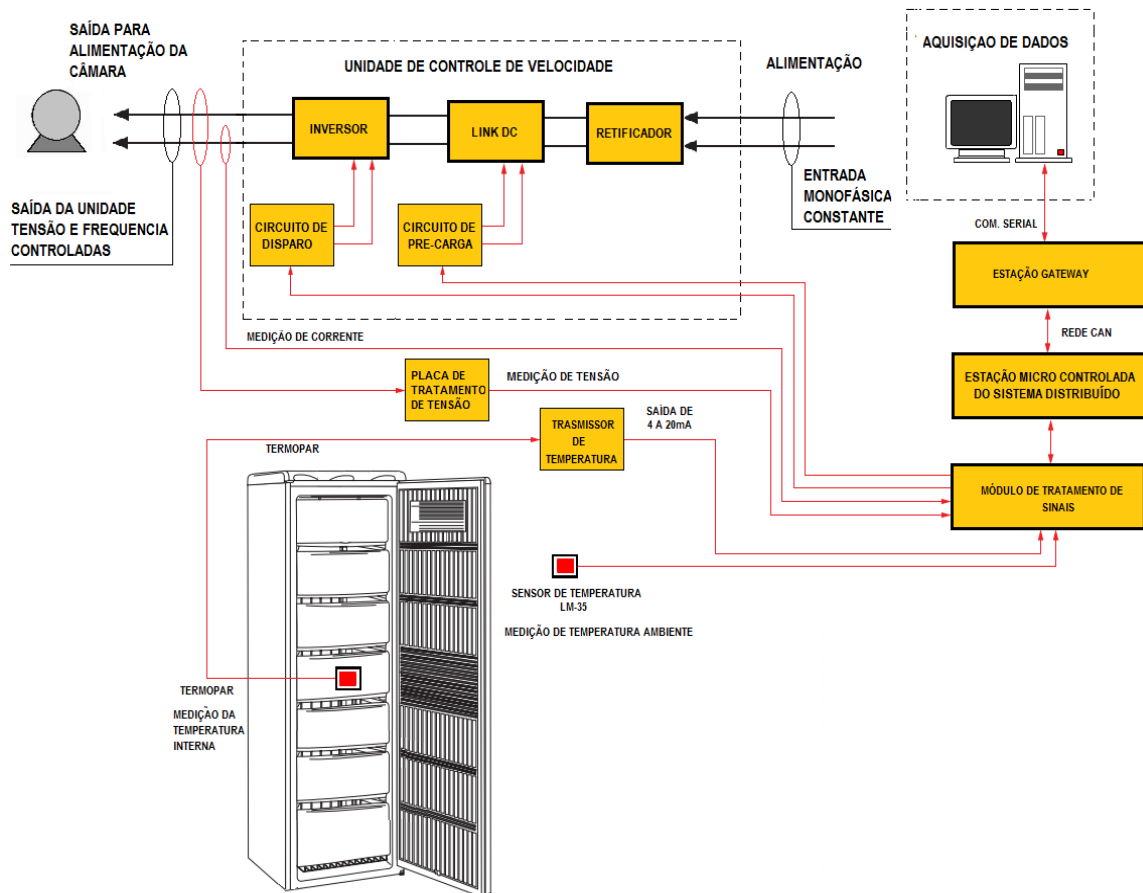 SAÍDA PARA
ALIMENTAÇÃO DA
CÂMARA
UNIDADE DE CONTROLE DE VELOCIDADE
ALIMENTAÇÃO
AQUISIÇAO DE DADOS
INVERSOR
LINK DC
RETIFICADOR
SAÍDA DA UNIDADE
TENSÃO E FREQUENCIA
CONTROLADAS
CIRCUITO DE
DISPARO
CIRCUITO DE
PRE-CARGA
ENTRADA
MONOFÁSICA
CONSTANTE
COM. SERIAL
ESTAÇÃO GATEWAY
REDE CAN
MEDIÇÃO DE CORRENTE
PLACA DE
TRATAMENTO
DE TENSÃO
MEDIÇÃO DE TENSÃO
ESTAÇÃO MICRO CONTROLADA
DO SISTEMA DISTRIBUÍDO
TERMOPAR
TRASMISSOR
DE
TEMPERATURA
SAÍDA DE
4 A 20mA
MÓDULO DE TRATAMENTO DE
SINAIS
SENSOR DE TEMPERATURA
LM-35
MEDIÇÃO DE TEMPERATURA AMBIENTE
TERMOPAR
MEDIÇÃO DA
TEMPERATURA
INTERNA